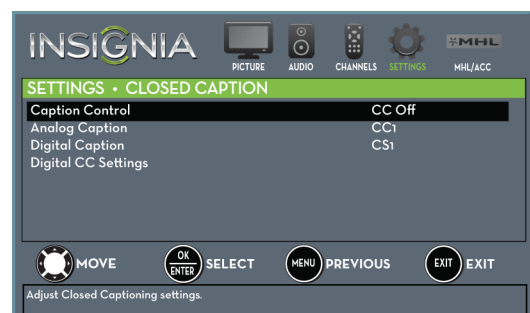 INSIGNIA
PICTURE AUDIO CHANNELS SETTINGS MHL MHL/ACC
SETTINGS • CLOSED CAPTION
Caption Control CC Off
Analog Caption CC1
Digital Caption CS1
Digital CC Settings
MOVE OK ENTER SELECT MENU PREVIOUS EXIT EXIT
Adjust Closed Captioning settings.